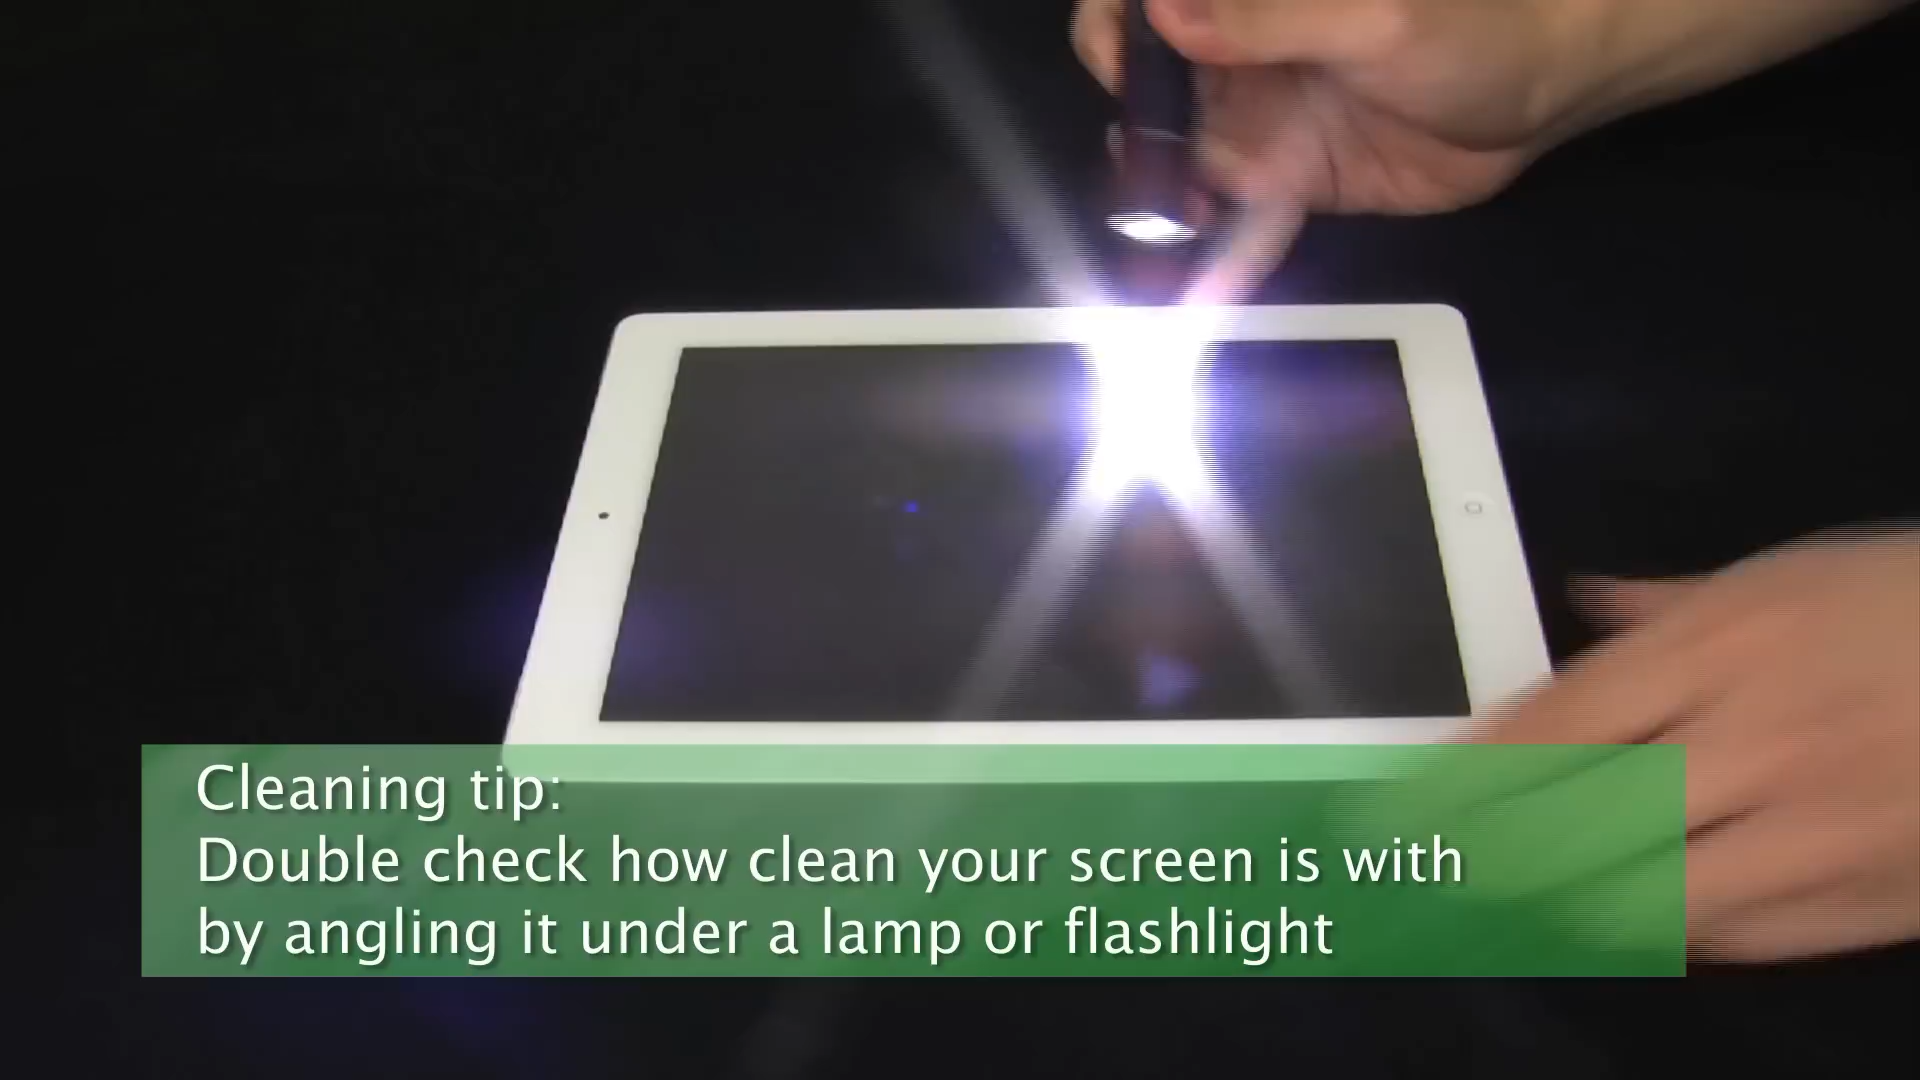 Cleaning tip:
Double check how clean your screen is with
by angling it under a lamp or flashlight